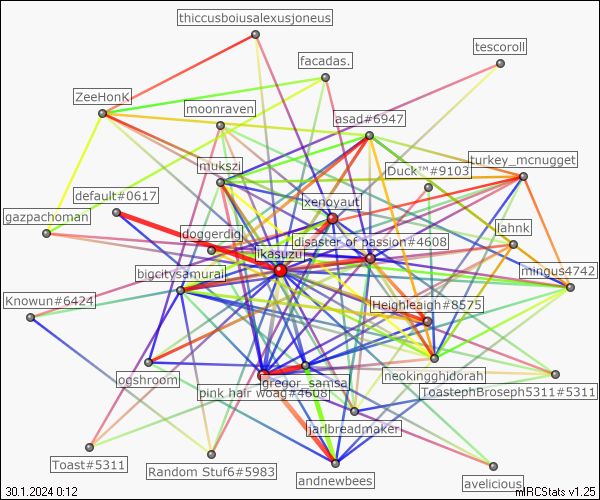 thiccusboiusalexusjoneus
tescoroll
facadas.
ZeeHonK
moonraven
asad#6947
mukszi
Duck™#9103
turkey_mcnugget
default#0617
xenoyaut
gazpachoman
lahnk
doggerdig
disaster of passion#4608
ikasuzu
bigcitysamurai
mingus4742
Knowun#6424
Heighleaigh#8575
ogshroom
neokingghidorah
gregor_samsa
pink hair woag#4608
ToastephBroseph5311#5311
jarlbreadmaker
Toast#5311
Random Stuf6#5983
andnewbees
avelicious
30.1.2024 0:12
mIRCStats v1.25